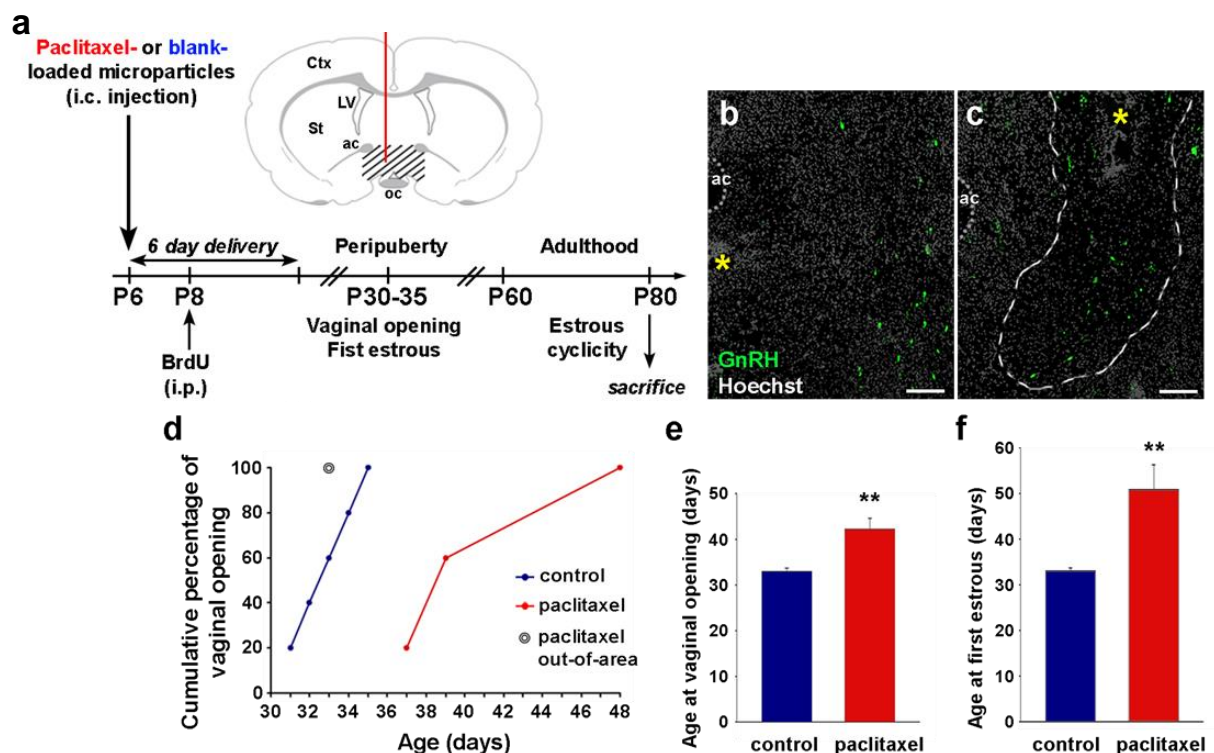 a
Paclitaxel- or blank-
loaded microparticles
(i.c. injection)
Ctx
LV
St
ac
oc
6 day delivery
Peripuberty
Adulthood
P6
P8
P30-35
P60
P80
BrdU
(i.p.)
Vaginal opening
Fist estrous
Estrous
cyclicity
sacrifice
b
ac
*
GnRH
Hoechst
c
*
ac
d
Cumulative percentage of
vaginal opening
100
80
60
40
20
0
30 32 34 36 38 40 42 44 46 48
Age (days)
control
paclitaxel
paclitaxel
out-of-area
e
Age at vaginal opening (days)
50
40
30
20
10
0
**
control paclitaxel
f
Age at first estrous (days)
60
50
40
30
20
10
0
**
control paclitaxel